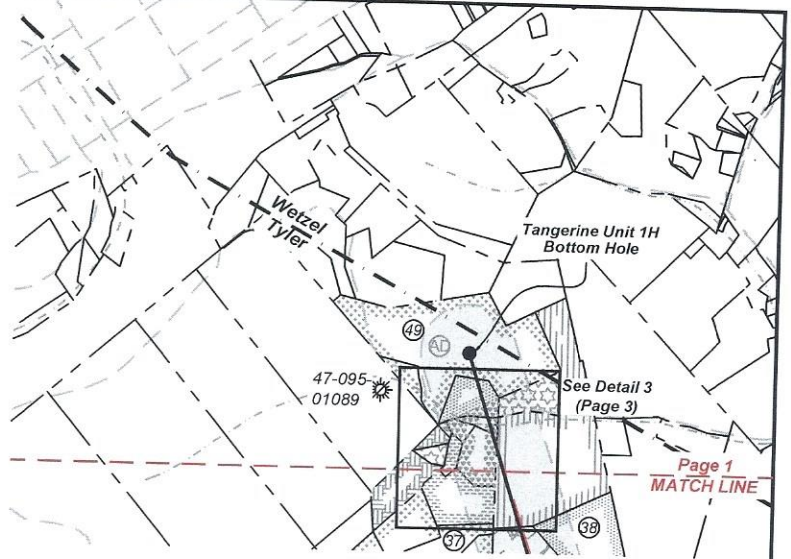 Wetzel
Tyler
Tangerine Unit 1H
Bottom Hole
49
AD
47-095-
01089
See Detail 3
(Page 3)
Page 1
MATCH LINE
37
38